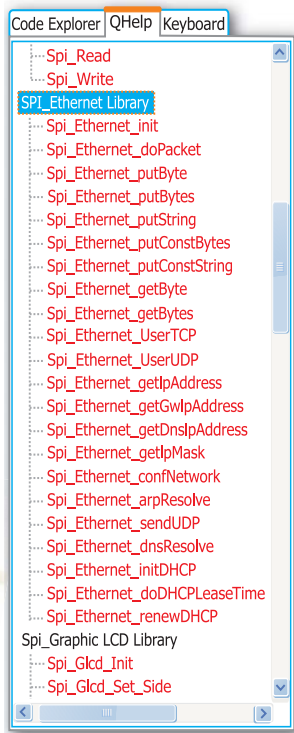 Code Explorer QHelp Keyboard
Spi_Read
Spi_Write
SPI_Ethernet Library
Spi_Ethernet_init
Spi_Ethernet_doPacket
Spi_Ethernet_putByte
Spi_Ethernet_putBytes
Spi_Ethernet_putString
Spi_Ethernet_putConstBytes
Spi_Ethernet_putConstString
Spi_Ethernet_getByte
Spi_Ethernet_getBytes
Spi_Ethernet_UserTCP
Spi_Ethernet_UserUDP
Spi_Ethernet_getIpAddress
Spi_Ethernet_getGwIpAddress
Spi_Ethernet_getDnsIpAddress
Spi_Ethernet_getIpMask
Spi_Ethernet_confNetwork
Spi_Ethernet_arpResolve
Spi_Ethernet_sendUDP
Spi_Ethernet_dnsResolve
Spi_Ethernet_initDHCP
Spi_Ethernet_doDHCPLeaseTime
Spi_Ethernet_renewDHCP
Spi_Graphic LCD Library
Spi_Glcd_Init
Spi_Glcd_Set_Side